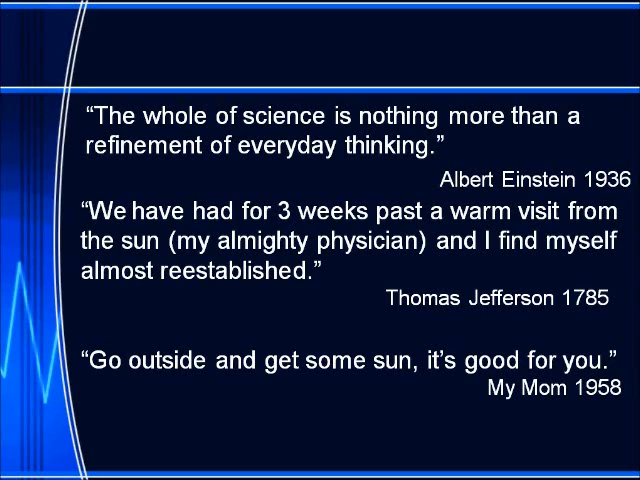 “The whole of science is nothing more than a
refinement of everyday thinking.”
Albert Einstein 1936
“We have had for 3 weeks past a warm visit from
the sun (my almighty physician) and I find myself
almost reestablished.”
Thomas Jefferson 1785
“Go outside and get some sun, it’s good for you.”
My Mom 1958